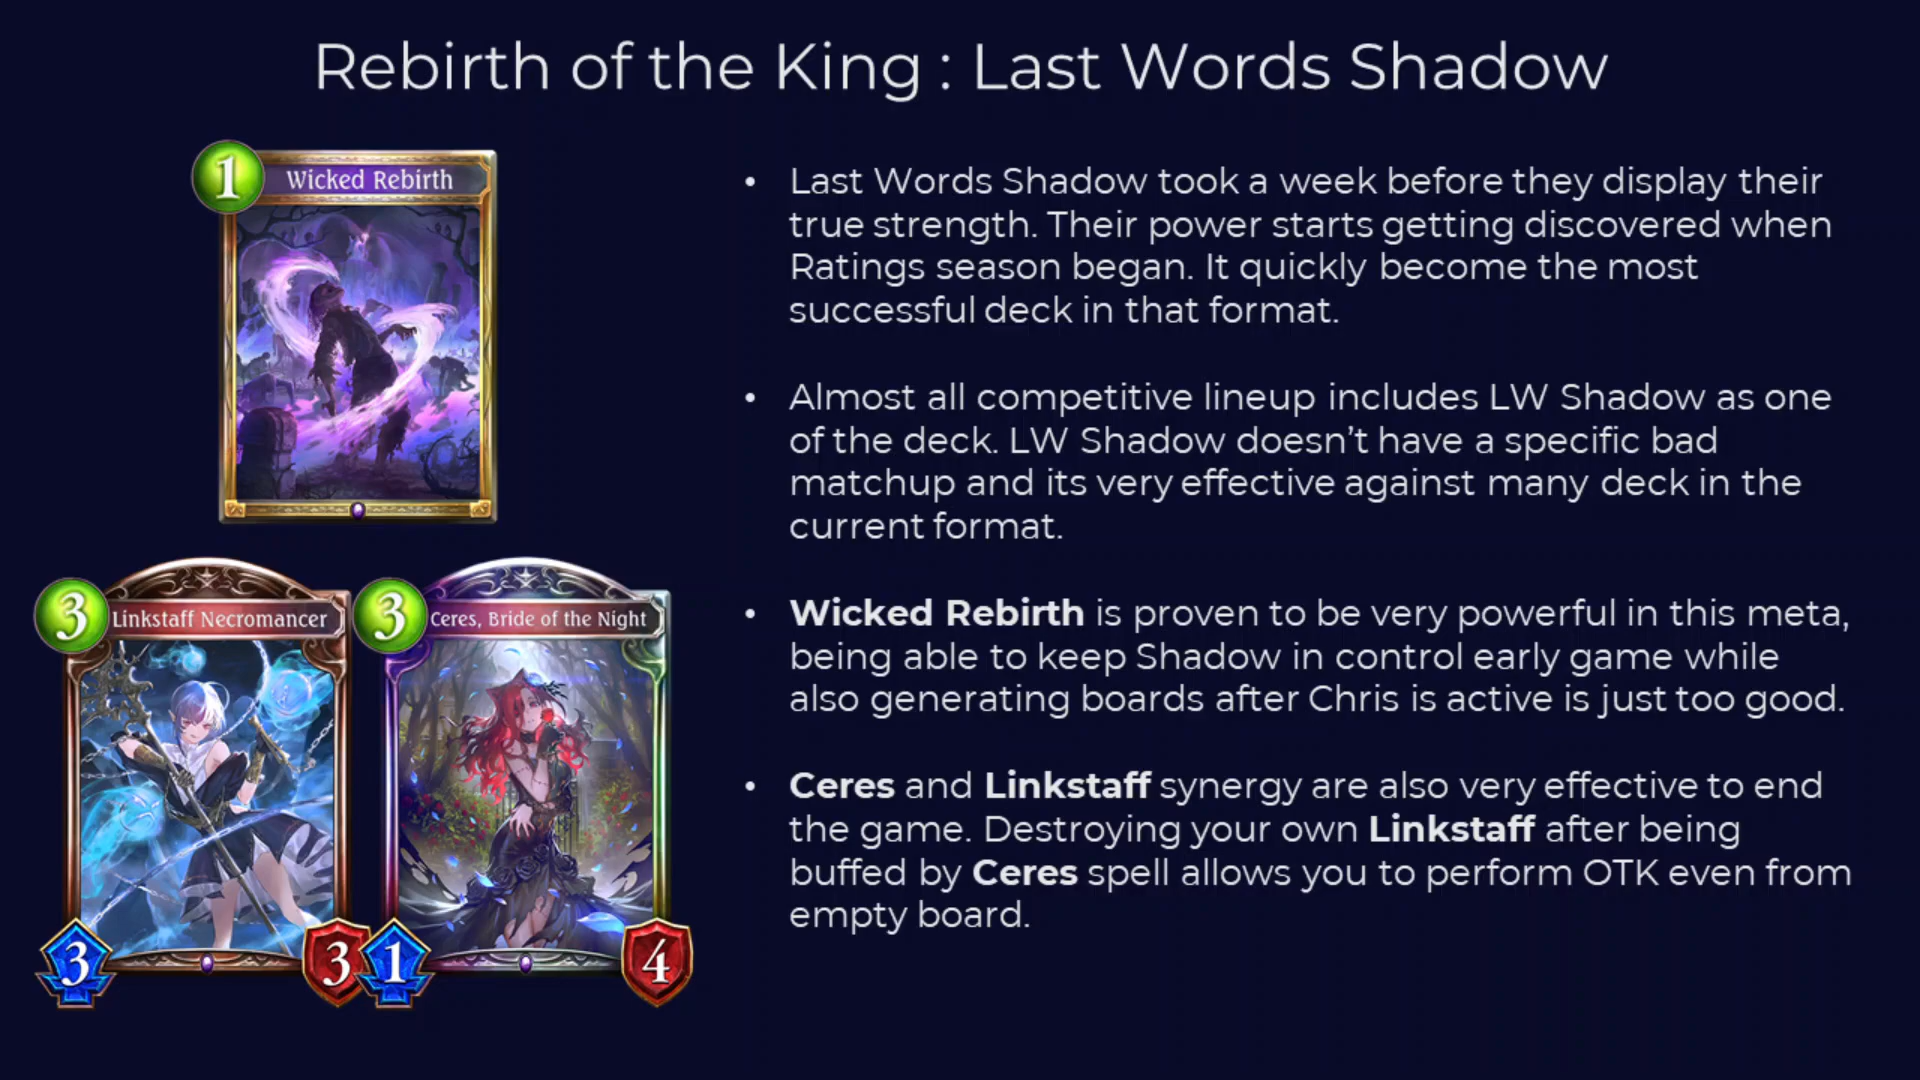 Rebirth of the King : Last Words Shadow
1
Wicked Rebirth
3
Linkstaff Necromancer
3
3
3
Ceres, Bride of the Night
1
4
• Last Words Shadow took a week before they display their
true strength. Their power starts getting discovered when
Ratings season began. It quickly become the most
successful deck in that format.
• Almost all competitive lineup includes LW Shadow as one
of the deck. LW Shadow doesn’t have a specific bad
matchup and its very effective against many deck in the
current format.
• Wicked Rebirth is proven to be very powerful in this meta,
being able to keep Shadow in control early game while
also generating boards after Chris is active is just too good.
• Ceres and Linkstaff synergy are also very effective to end
the game. Destroying your own Linkstaff after being
buffed by Ceres spell allows you to perform OTK even from
empty board.